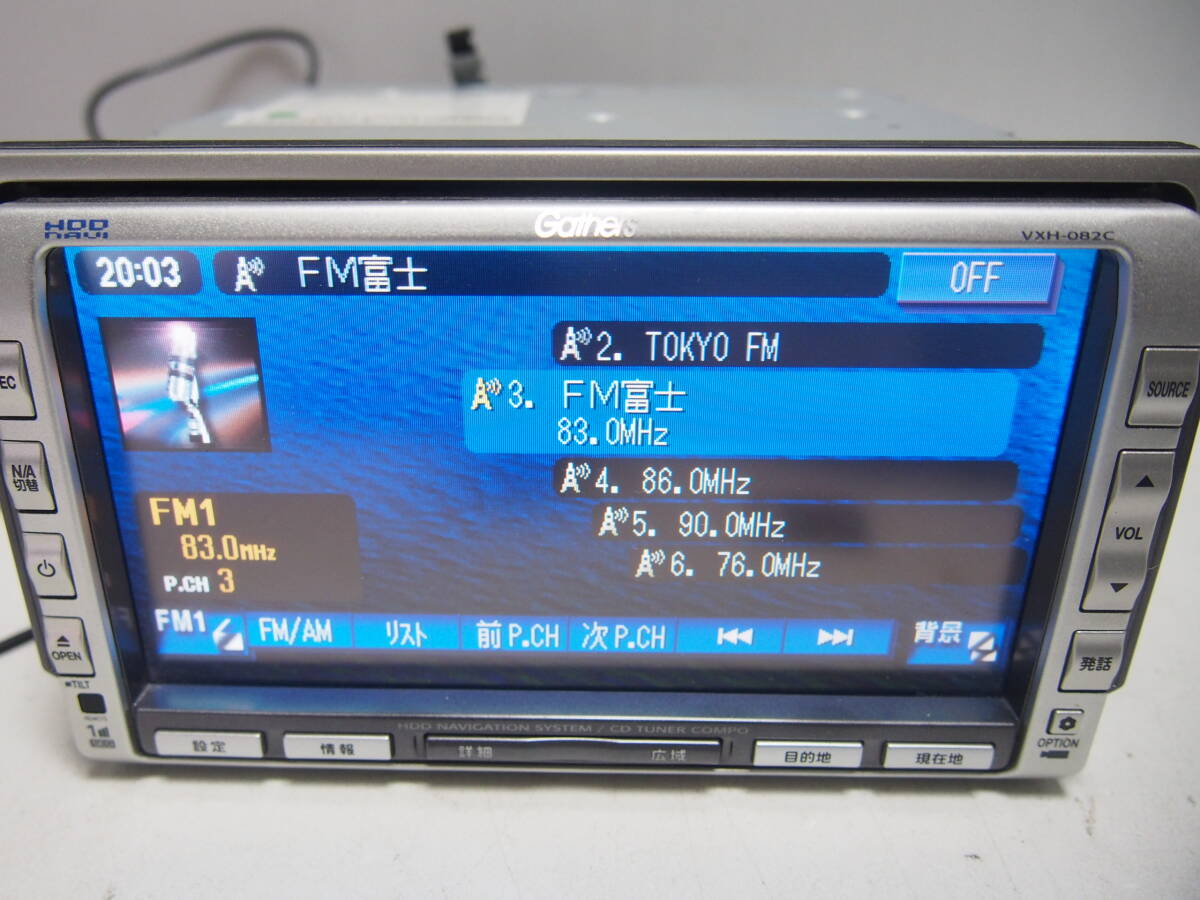 HDD NAVI
Gathers
VXH-082C
20:03
FM富士
OFF
2. TOKYO FM
3. FM富士
83.0MHz
4. 86.0MHz
5. 90.0MHz
6. 76.0MHz
FM1
83.0MHz
P.CH 3
FM1
FM/AM
リスト
前 P.CH
次 P.CH
背景
EC
N/A
切替
OPEN
TILT
SOURCE
VOL
発話
OPTION
HDD NAVIGATION SYSTEM / CD TUNER COMPO
設定
情報
詳細
広域
目的地
現在地